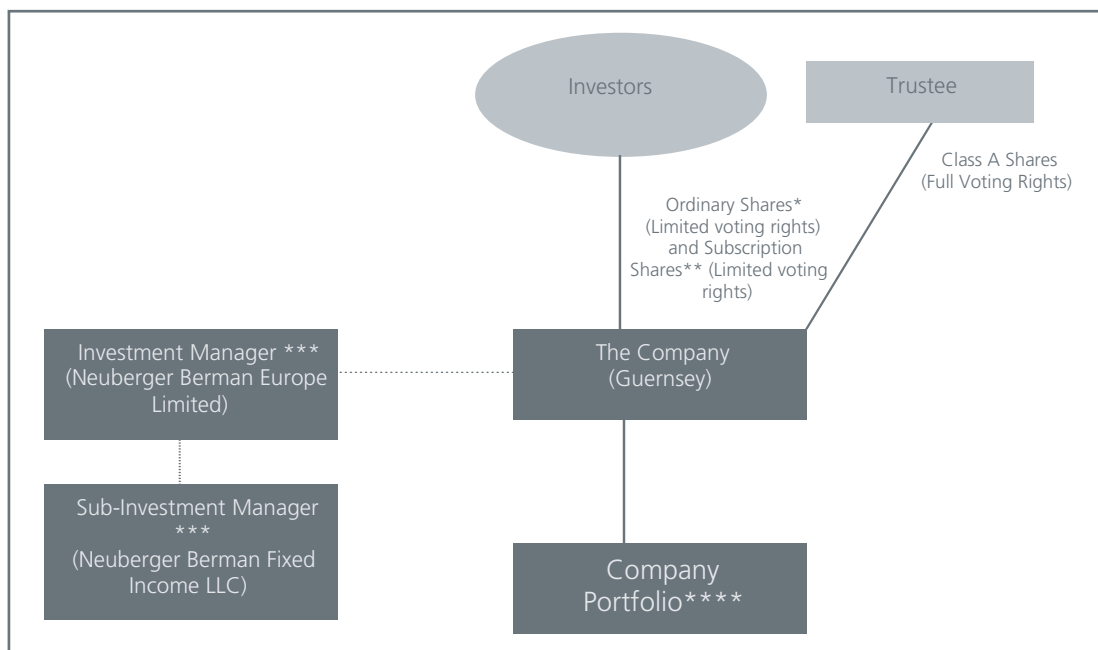 Investors
Trustee
Class A Shares
(Full Voting Rights)
Ordinary Shares*
(Limited voting rights)
and Subscription
Shares** (Limited voting
rights)
Investment Manager ***
(Neuberger Berman Europe
Limited)
The Company
(Guernsey)
Sub-Investment Manager
***
(Neuberger Berman Fixed
Income LLC)
Company
Portfolio****